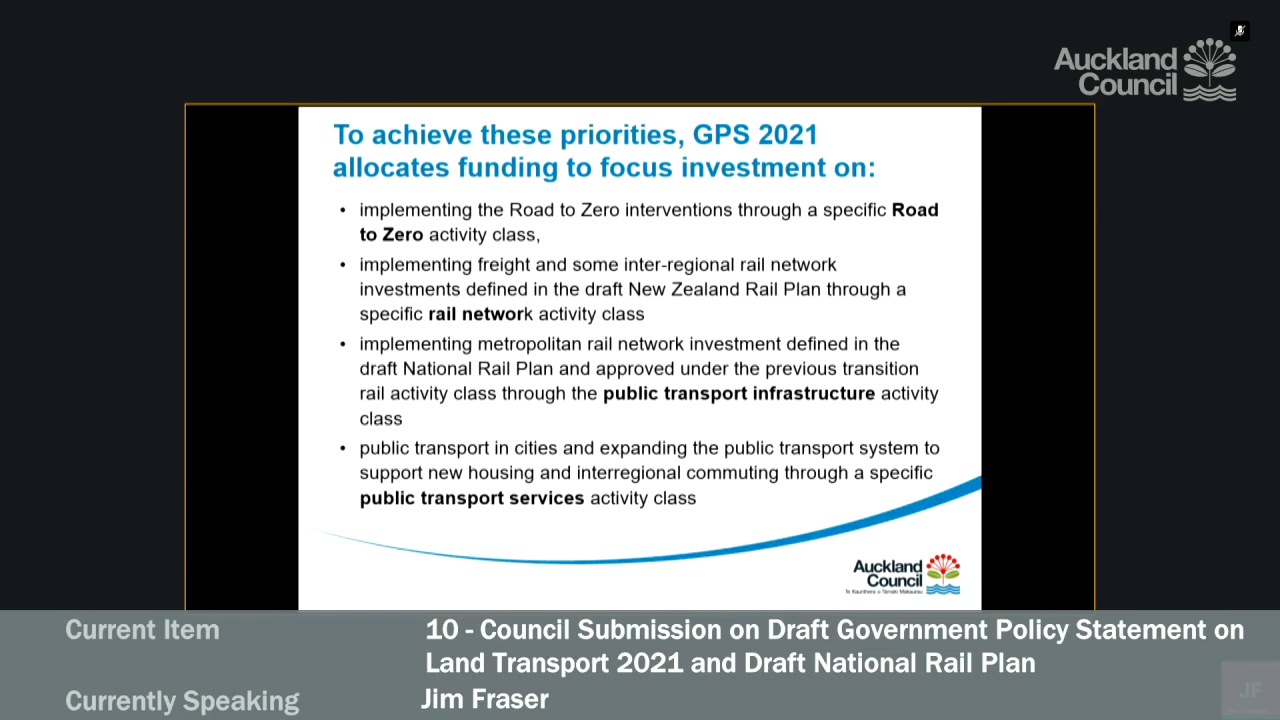 Auckland
Council
To achieve these priorities, GPS 2021
allocates funding to focus investment on:
• implementing the Road to Zero interventions through a specific Road
to Zero activity class,
• implementing freight and some inter-regional rail network
investments defined in the draft New Zealand Rail Plan through a
specific rail network activity class
• implementing metropolitan rail network investment defined in the
draft National Rail Plan and approved under the previous transition
rail activity class through the public transport infrastructure activity
class
• public transport in cities and expanding the public transport system to
support new housing and interregional commuting through a specific
public transport services activity class
Auckland
Council
Te Kaunihera o Tāmaki Makaurau
Current Item
10 - Council Submission on Draft Government Policy Statement on
Land Transport 2021 and Draft National Rail Plan
Currently Speaking
Jim Fraser
JF